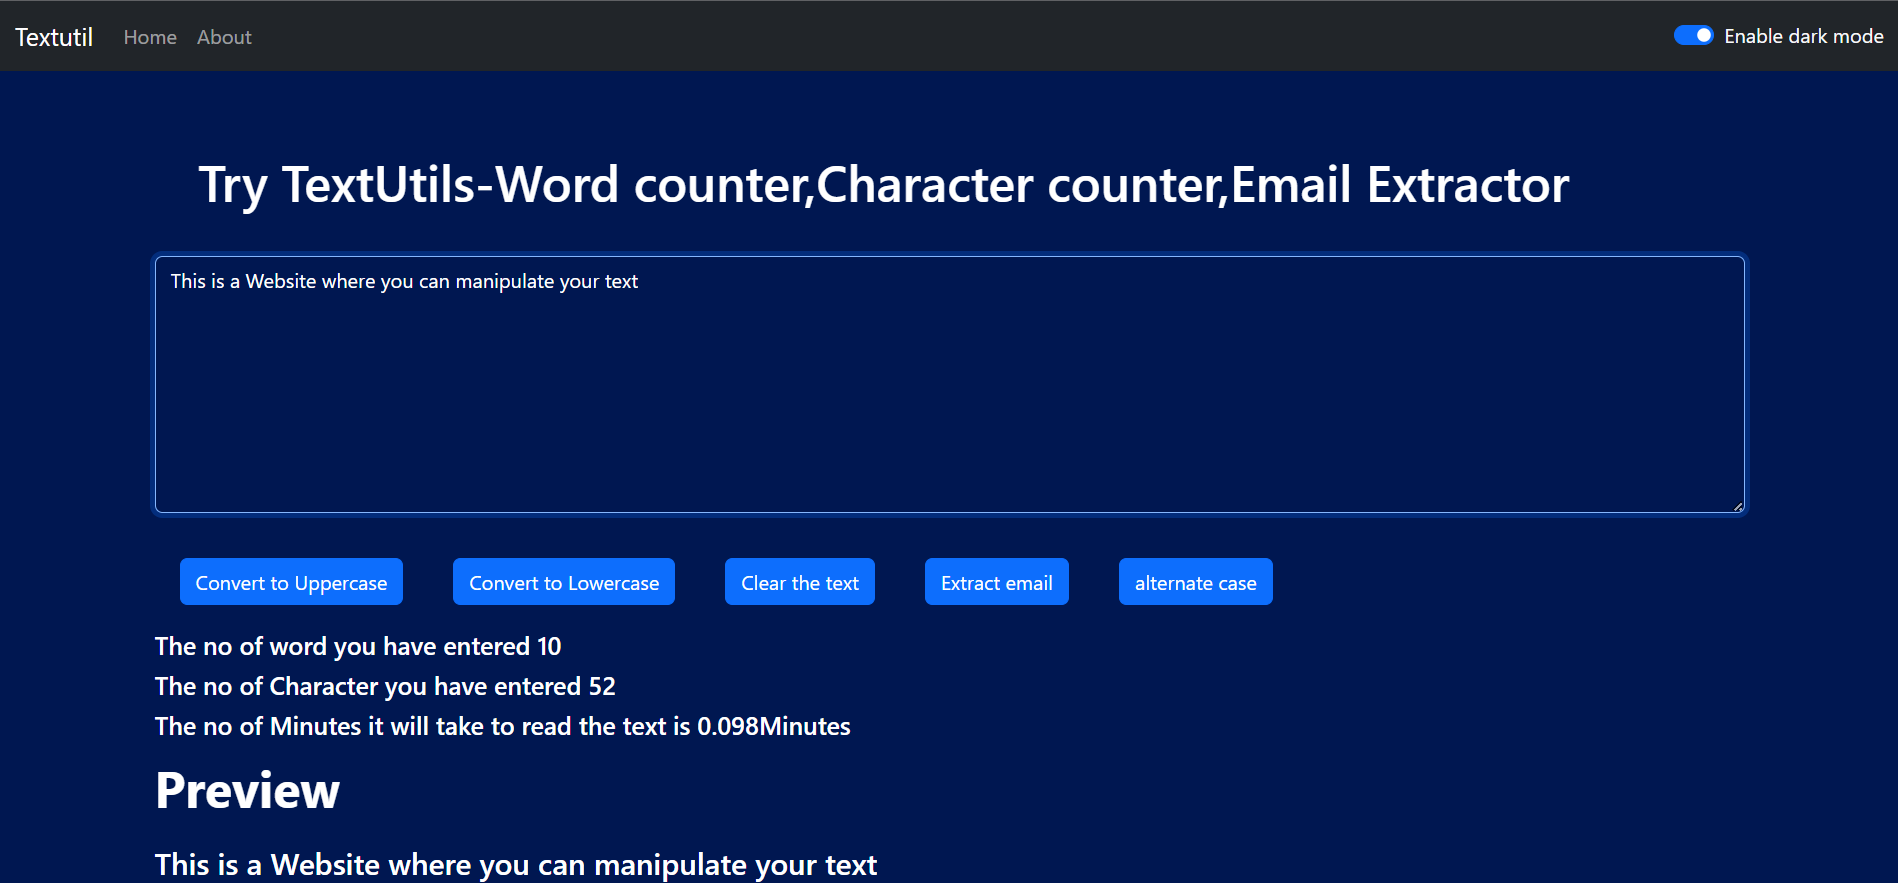 Textutil Home About Enable dark mode
Try TextUtils-Word counter,Character counter,Email Extractor
This is a Website where you can manipulate your text
Convert to Uppercase Convert to Lowercase Clear the text Extract email alternate case
The no of word you have entered 10
The no of Character you have entered 52
The no of Minutes it will take to read the text is 0.098Minutes
Preview
This is a Website where you can manipulate your text